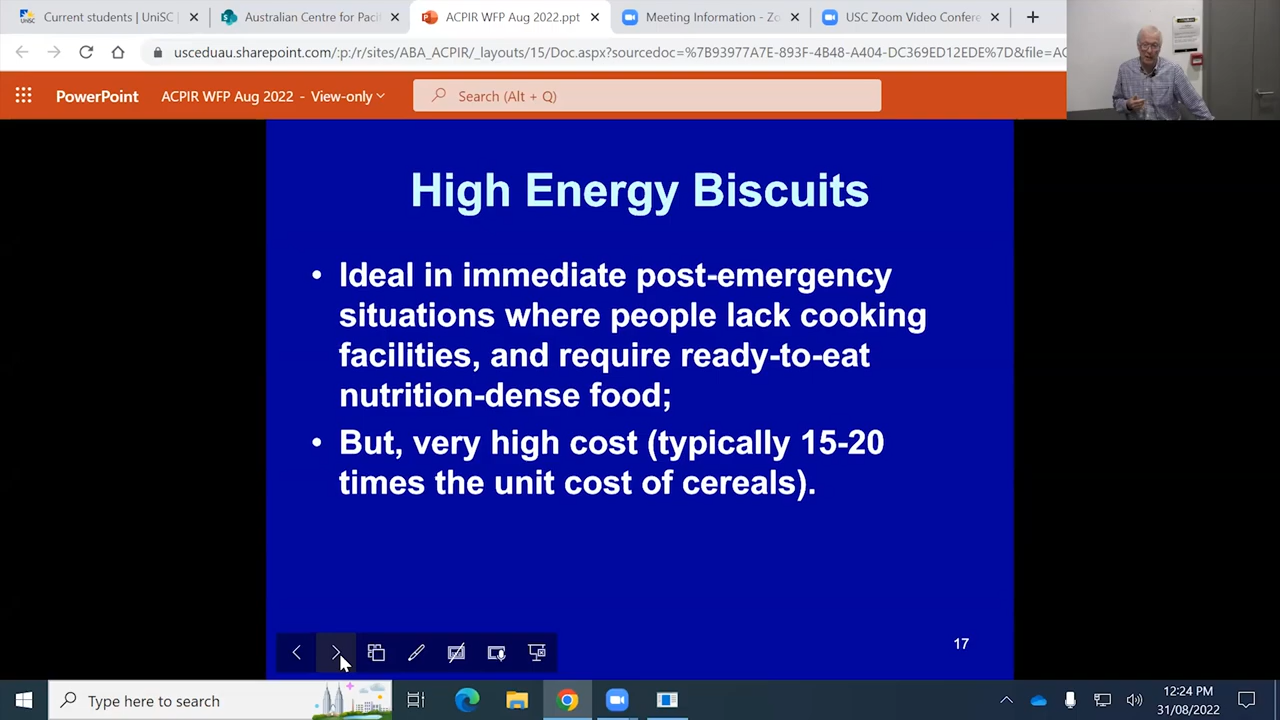 Current students | UniSC |
Australian Centre for Pacif
ACPIR WFP Aug 2022.ppt
Meeting Information - Zo
USC Zoom Video Confere
usceduau.sharepoint.com/:p:/r/sites/ABA_ACPIR/_layouts/15/Doc.aspx?sourcedoc=%7B93977A7E-893F-4B48-A404-DC369ED12EDE%7D&file=AC
PowerPoint
ACPIR WFP Aug 2022 - View-only
Search (Alt + Q)
High Energy Biscuits
• Ideal in immediate post-emergency
situations where people lack cooking
facilities, and require ready-to-eat
nutrition-dense food;
• But, very high cost (typically 15-20
times the unit cost of cereals).
17
Type here to search
12:24 PM
31/08/2022